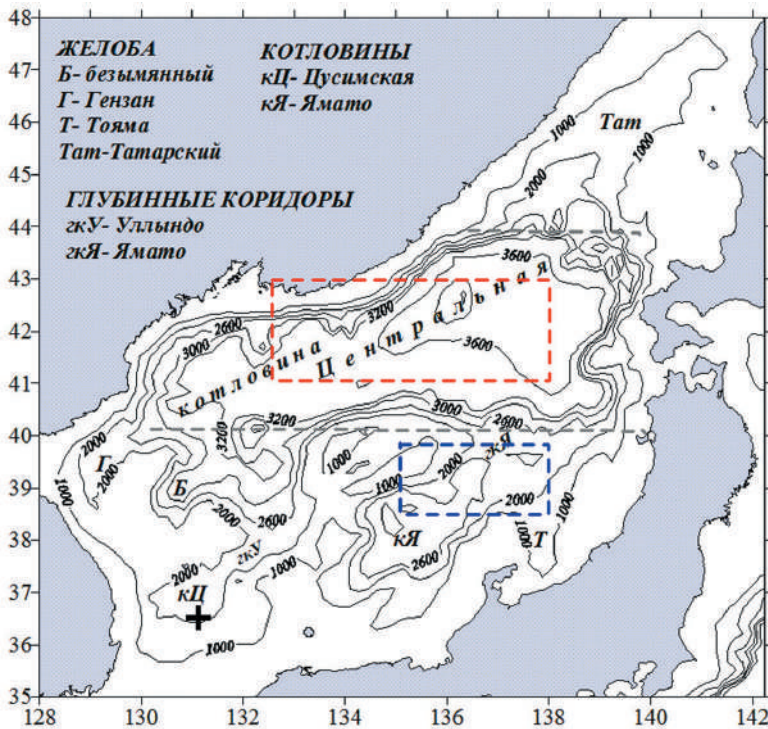 48
47
46
45
44
43
42
41
40
39
38
37
36
35
128 130 132 134 136 138 140 142
ЖЕЛОБА
Б- безымянный
Г- Гензан
Т- Тояма
Тат-Татарский
КОТЛОВИНЫ
кЦ- Цусимская
кЯ- Ямато
ГЛУБИННЫЕ КОРИДОРЫ
гкУ- Уллындо
гкЯ- Ямато
Тат
1000
1000
2000
3600
3200
2600
3000
3600
котловина Центральная
3200
3200
3000
2600
2000
Г
2000
1000
Б
2000
2600
гкУ
1000
2000
кЦ
1000
1000
1000
2000
гкЯ
2000
кЯ
2600
1000
Т
1000